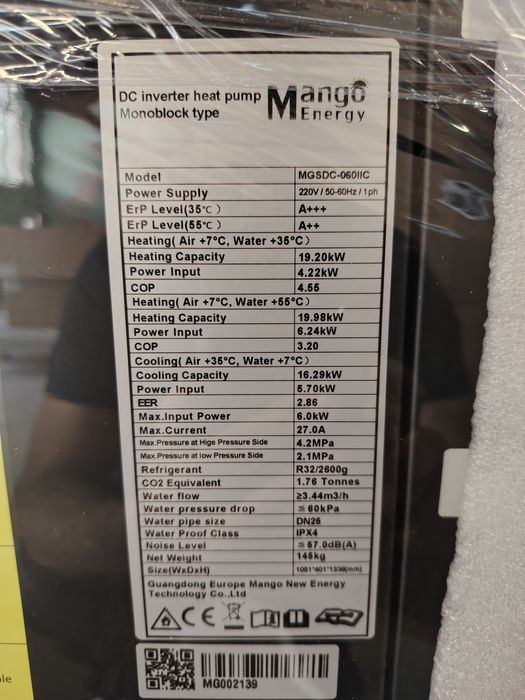 DC inverter heat pump
Monoblock type
Mango
Energy
Model MGSDC-060IIC
Power Supply 220V / 50-60Hz / 1ph
ErP Level(35℃ ) A+++
ErP Level(55℃ ) A++
Heating( Air +7°C, Water +35°C )
Heating Capacity 19.20kW
Power Input 4.22kW
COP 4.55
Heating( Air +7°C, Water +55°C )
Heating Capacity 19.98kW
Power Input 6.24kW
COP 3.20
Cooling( Air +35°C, Water +7°C )
Cooling Capacity 16.29kW
Power Input 5.70kW
EER 2.86
Max.Input Power 6.0kW
Max.Current 27.0A
Max.Pressure at Hige Pressure Side 4.2MPa
Max.Pressure at low Pressure Side 2.1MPa
Refrigerant R32/2600g
CO2 Equivalent 1.76 Tonnes
Water flow ≥3.44m3/h
Water pressure drop ≤60kPa
Water pipe size DN25
Water Proof Class IPX4
Noise Level ≤57.0dB(A)
Net Weight 145kg
Size(WxDxH)
Guangdong Europe Mango New Energy
Technology Co.,Ltd
CE
MG002139